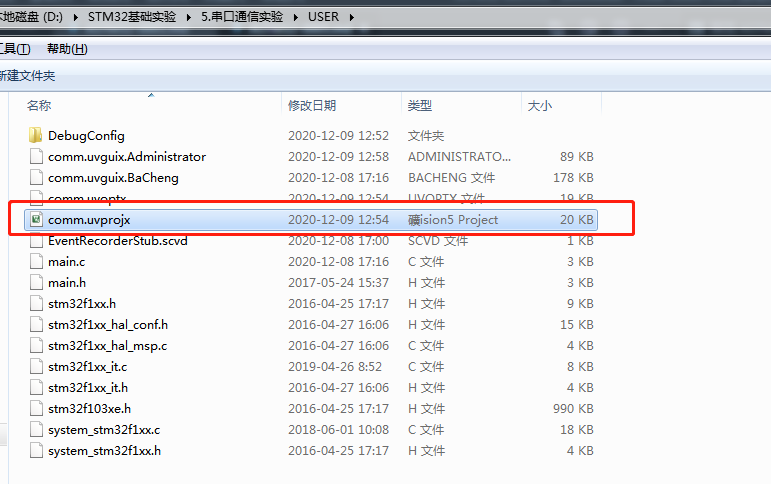 本地磁盘 (D:) ▸ STM32基础实验 ▸ 5.串口通信实验 ▸ USER ▸
工具(T) 帮助(H)
新建文件夹
名称 修改日期 类型 大小
DebugConfig 2020-12-09 12:52 文件夹
comm.uvguix.Administrator 2020-12-09 12:58 ADMINISTRATO... 89 KB
comm.uvguix.BaCheng 2020-12-08 17:16 BACHENG 文件 178 KB
comm.uvoptx 2020-12-09 12:54 UVOPTX 文件 19 KB
comm.uvprojx 2020-12-09 12:54 礦ision5 Project 20 KB
EventRecorderStub.scvd 2020-12-08 17:00 SCVD 文件 1 KB
main.c 2020-12-08 17:16 C 文件 3 KB
main.h 2017-05-24 15:37 H 文件 3 KB
stm32f1xx.h 2016-04-25 17:17 H 文件 9 KB
stm32f1xx_hal_conf.h 2016-04-27 16:06 H 文件 15 KB
stm32f1xx_hal_msp.c 2016-04-27 16:06 C 文件 4 KB
stm32f1xx_it.c 2019-04-26 8:52 C 文件 8 KB
stm32f1xx_it.h 2016-04-27 16:06 H 文件 4 KB
stm32f103xe.h 2016-04-25 17:17 H 文件 990 KB
system_stm32f1xx.c 2018-06-01 10:08 C 文件 18 KB
system_stm32f1xx.h 2016-04-25 17:17 H 文件 4 KB